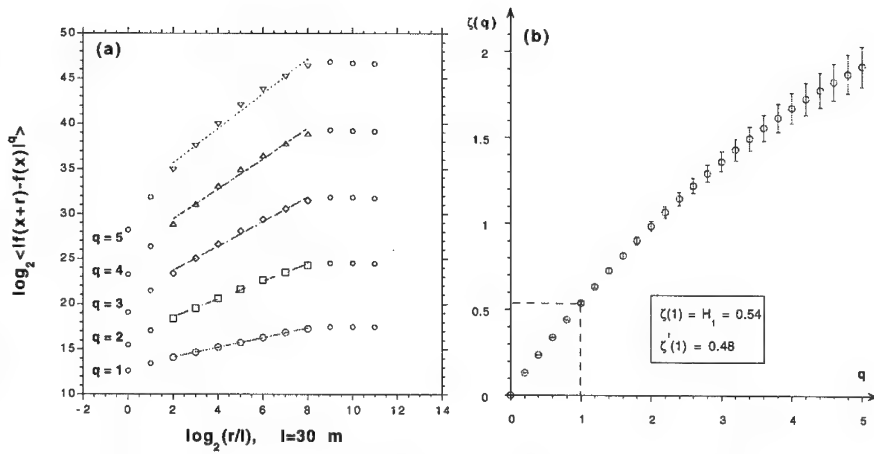 (a)
log₂ <|f(x+r)-f(x)|^q>
50
45
40
35
30
25
20
15
10
q = 5
q = 4
q = 3
q = 2
q = 1
-2 0 2 4 6 8 10 12 14
log₂(r/l), l=30 m
ζ(q)
(b)
2
1.5
1
0.5
0
ζ(1) = H₁ = 0.54
ζ'(1) = 0.48
q
0 1 2 3 4 5